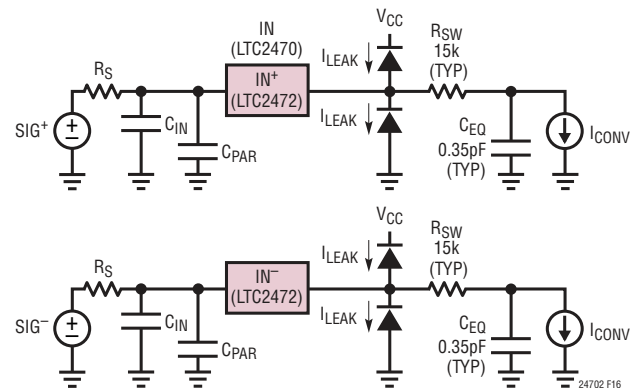 IN
(LTC2470)
V_CC
I_LEAK
R_SW
15k
(TYP)
R_S
IN⁺
(LTC2472)
SIG⁺
C_IN
C_PAR
I_LEAK
C_EQ
0.35pF
(TYP)
I_CONV
V_CC
I_LEAK
R_SW
15k
(TYP)
R_S
IN⁻
(LTC2472)
SIG⁻
C_IN
C_PAR
I_LEAK
C_EQ
0.35pF
(TYP)
I_CONV
24702 F16